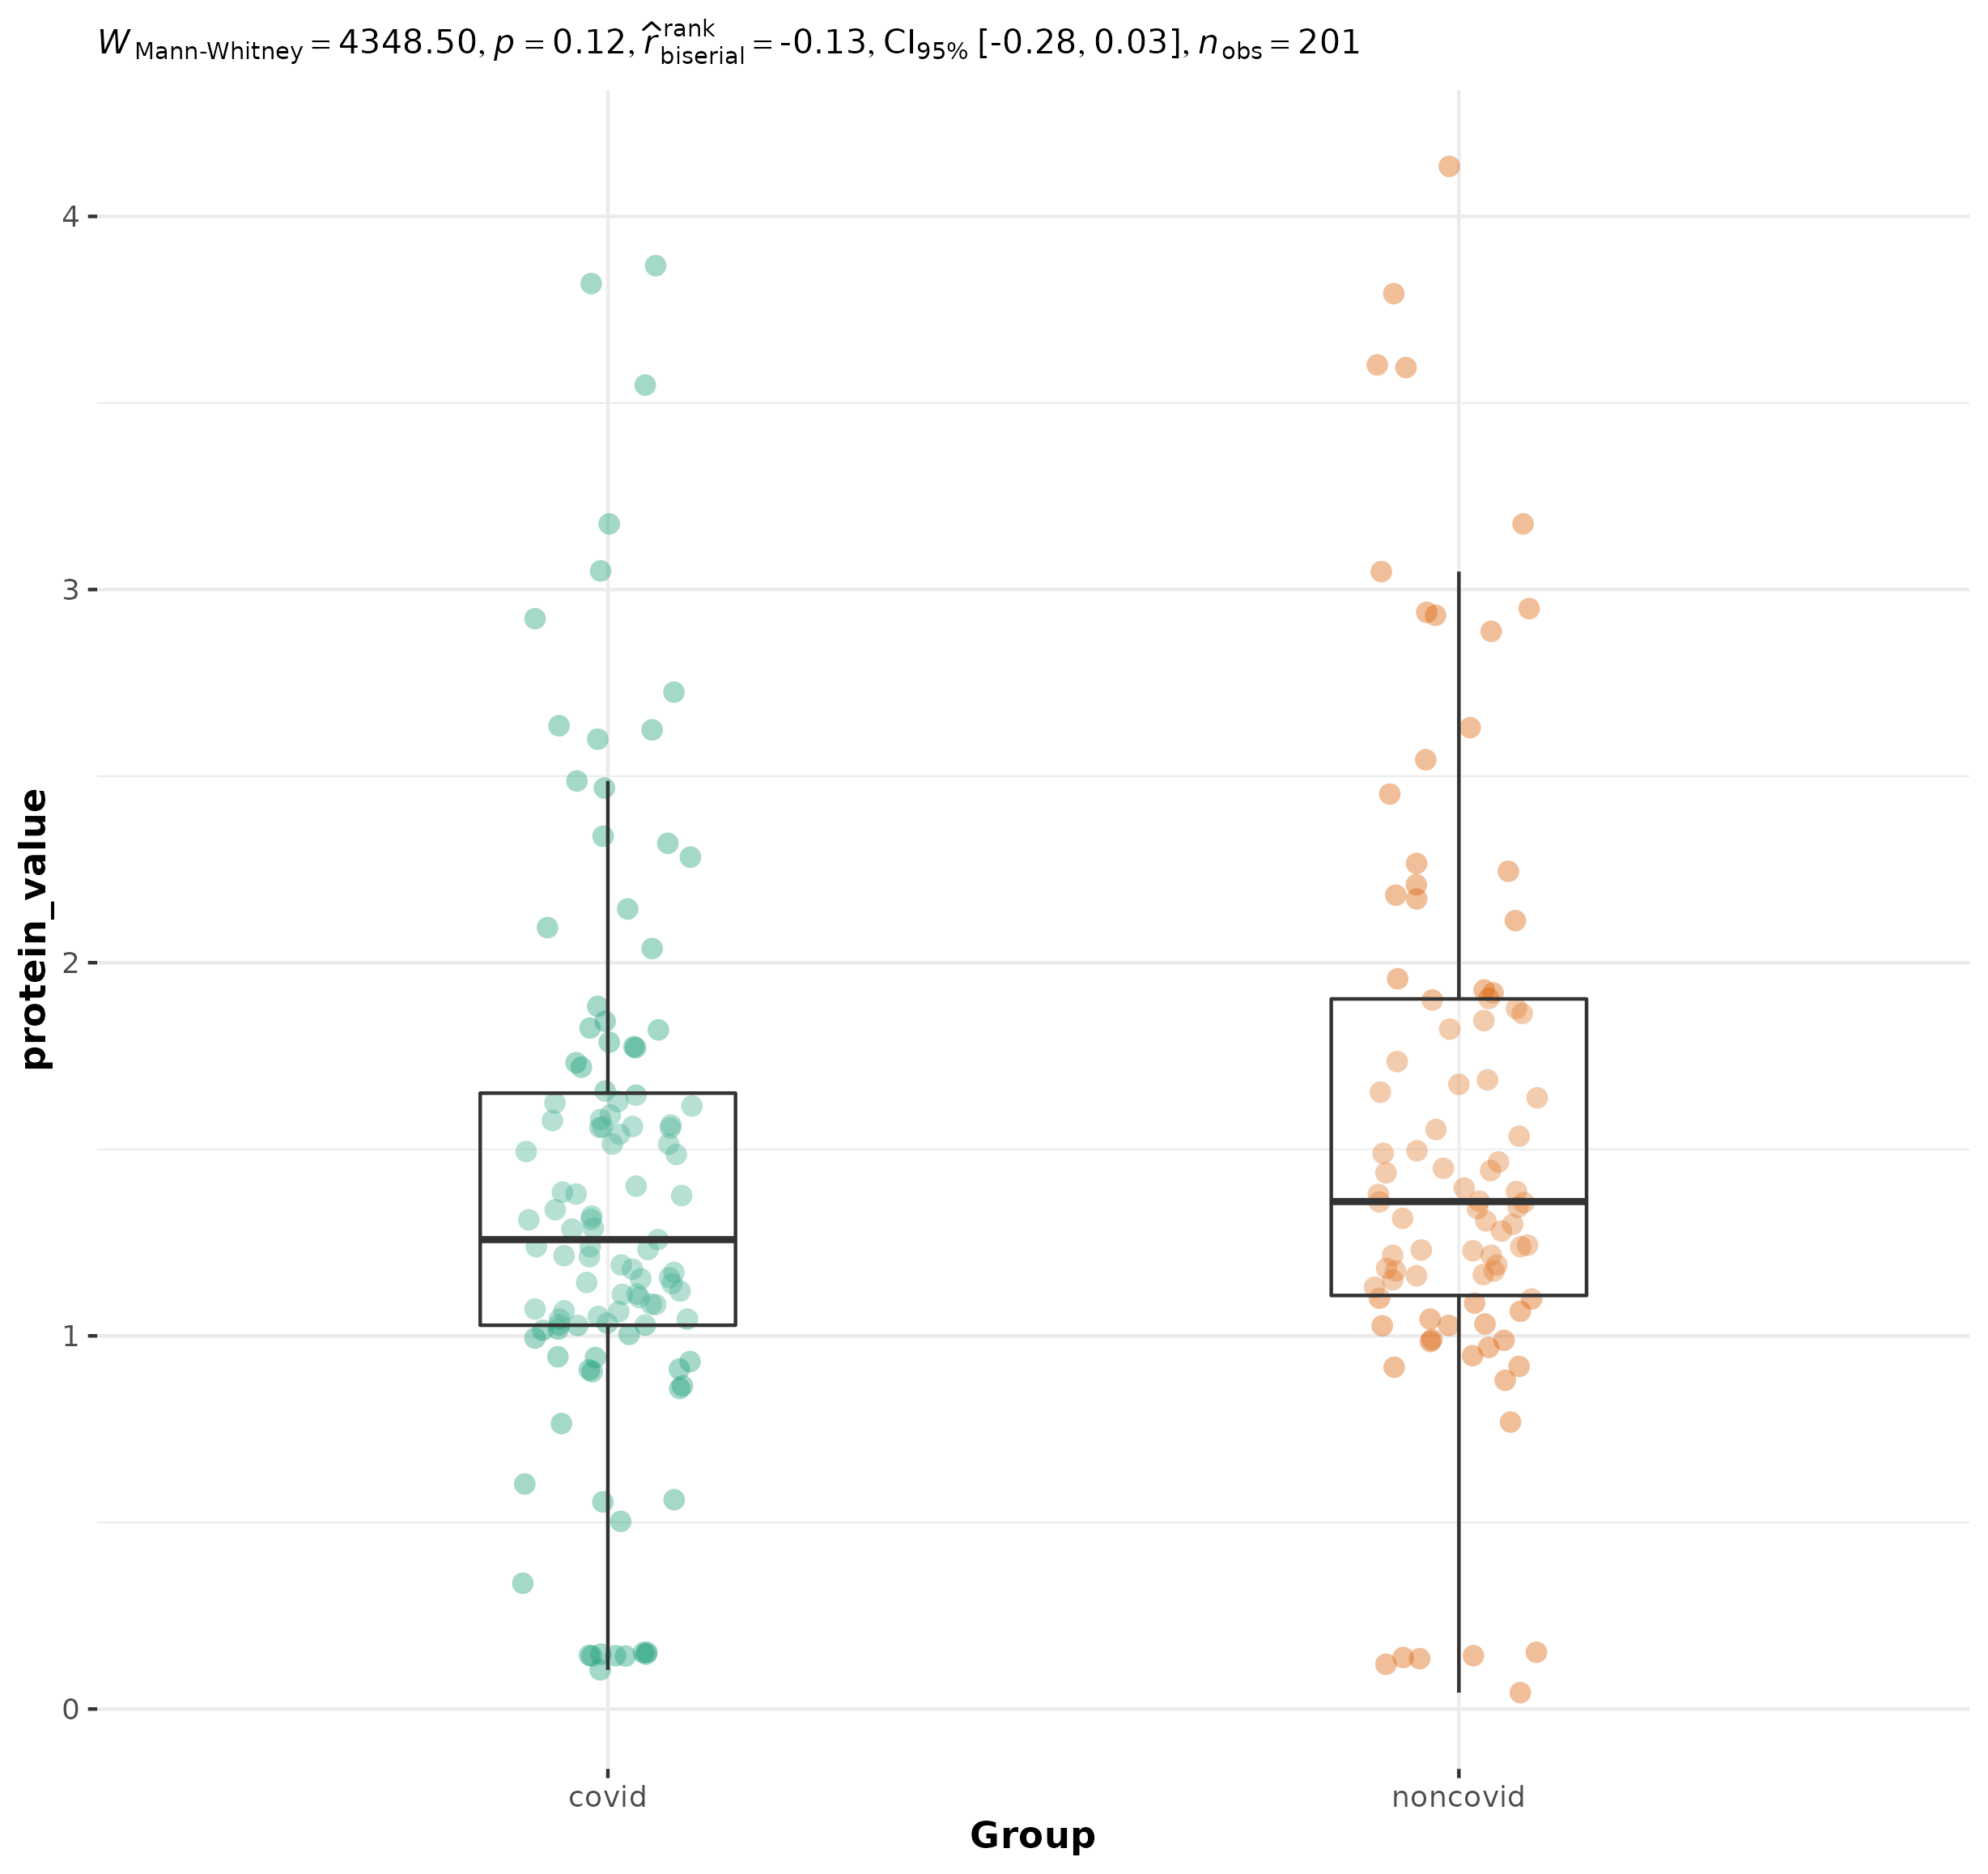 W Mann-Whitney = 4348.50, p = 0.12, r̂ rank biserial = -0.13, CI95% [-0.28, 0.03], nobs = 201
protein_value
4
3
2
1
0
covid noncovid
Group